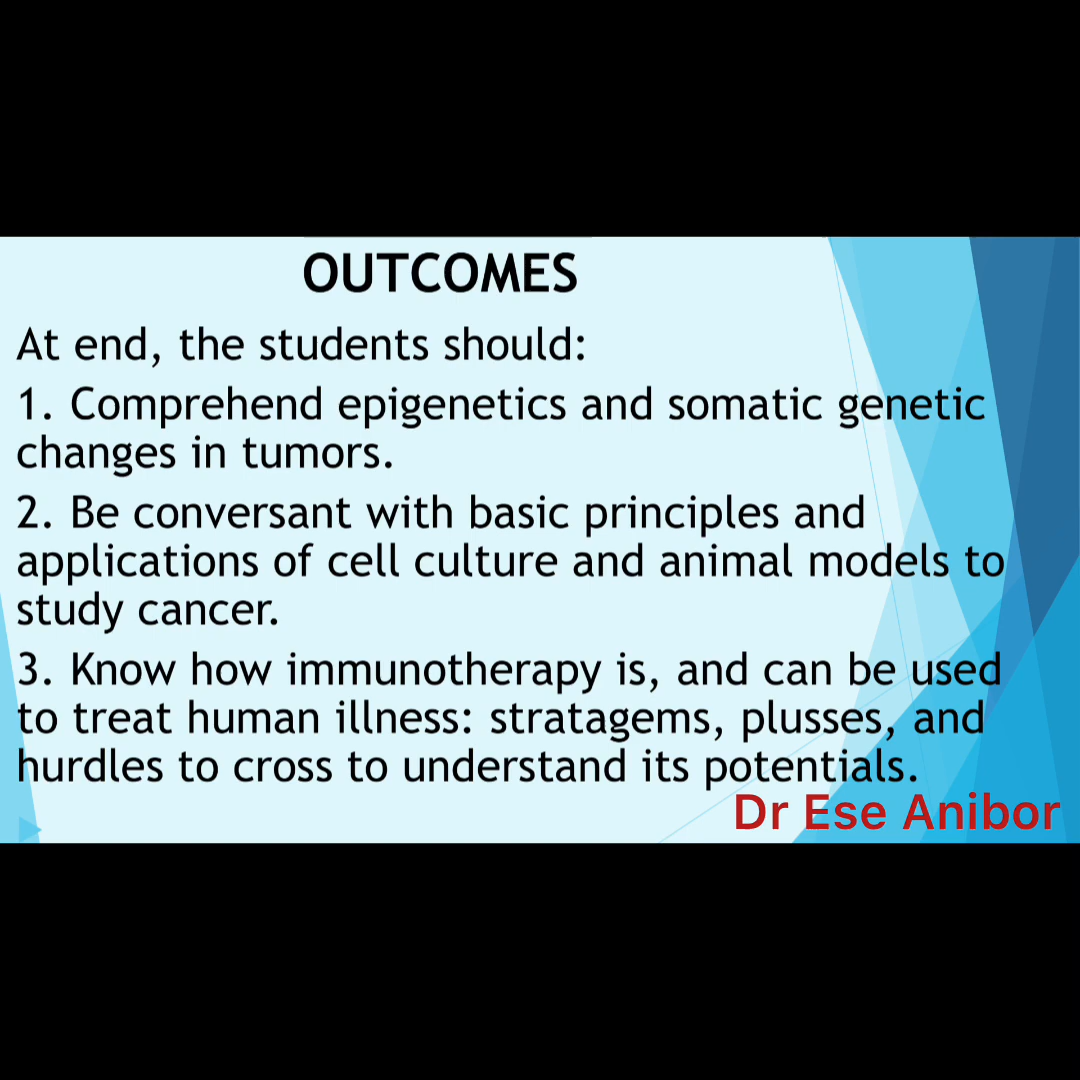 OUTCOMES
At end, the students should:
1. Comprehend epigenetics and somatic genetic
changes in tumors.
2. Be conversant with basic principles and
applications of cell culture and animal models to
study cancer.
3. Know how immunotherapy is, and can be used
to treat human illness: stratagems, plusses, and
hurdles to cross to understand its potentials.
Dr Ese Anibor